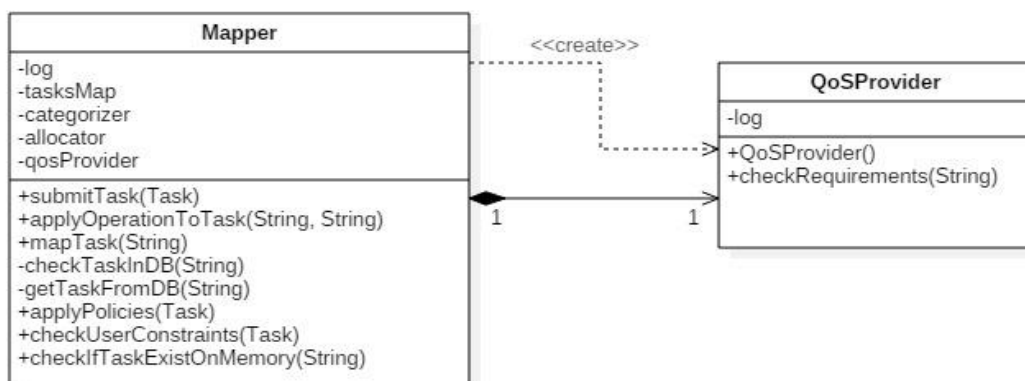 Mapper
-log
-tasksMap
-categorizer
-allocator
-qosProvider
+submitTask(Task)
+applyOperationToTask(String, String)
+mapTask(String)
-checkTaskInDB(String)
-getTaskFromDB(String)
+applyPolicies(Task)
+checkUserConstraints(Task)
+checkIfTaskExistOnMemory(String)
<<create>>
1
1
QoSProvider
-log
+QoSProvider()
+checkRequirements(String)